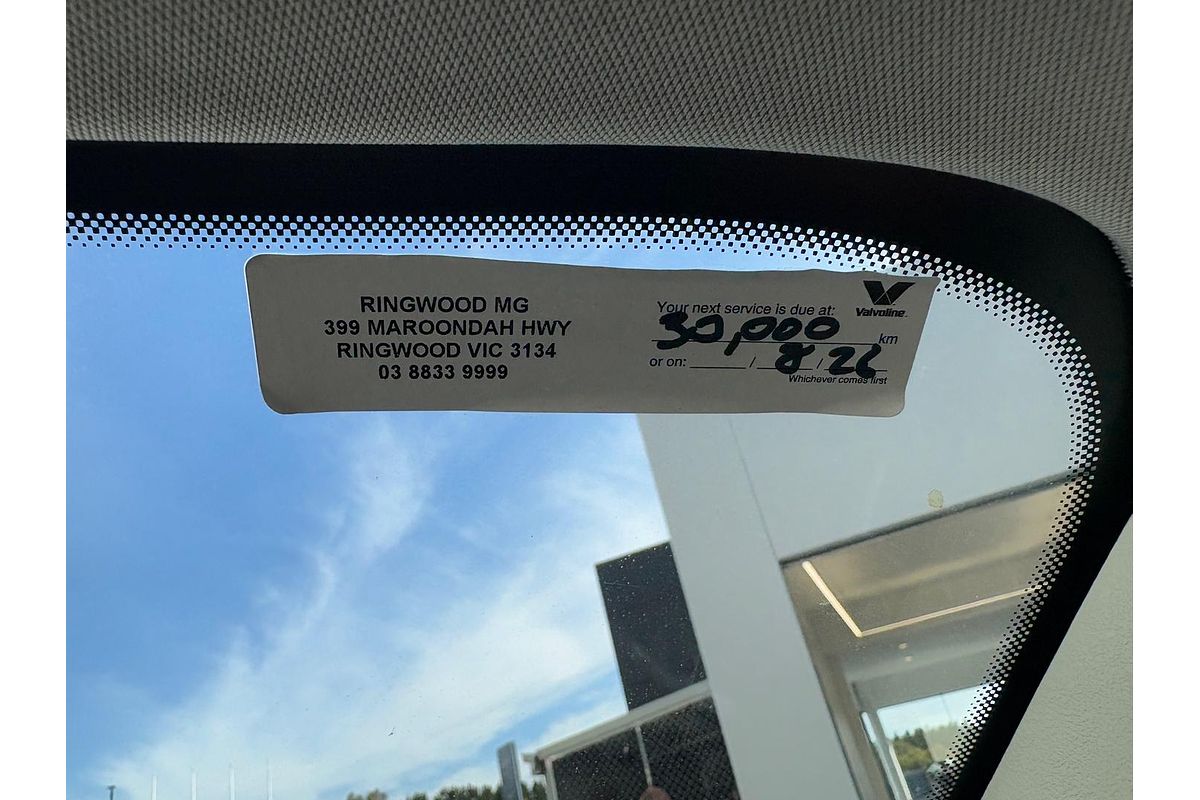 RINGWOOD MG
399 MAROONDAH HWY
RINGWOOD VIC 3134
03 8833 9999
Valvoline
Your next service is due at:
30,000 km
or on: / 8 / 26
Whichever comes first